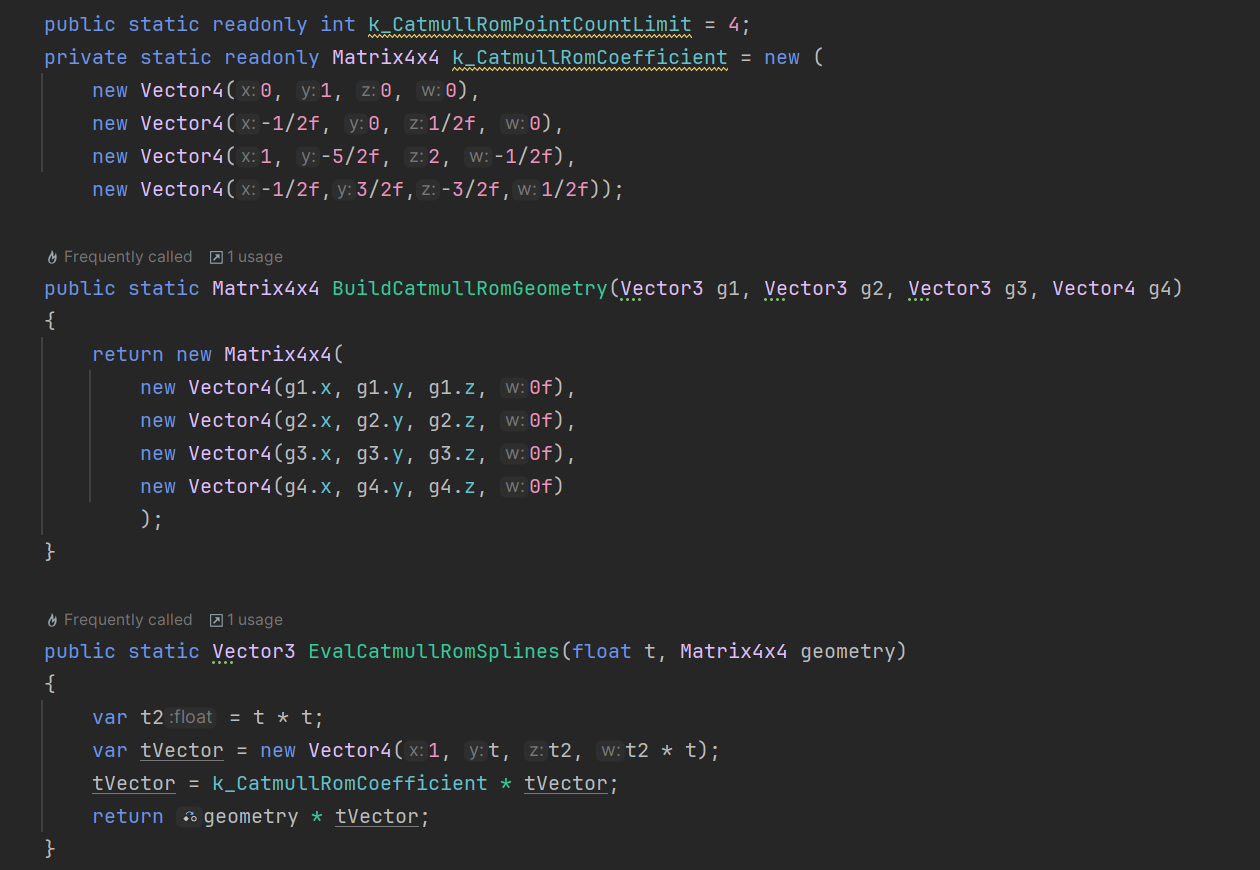 public static readonly int k_CatmullRomPointCountLimit = 4;
private static readonly Matrix4x4 k_CatmullRomCoefficient = new (
new Vector4( x: 0, y: 1, z: 0, w: 0),
new Vector4( x: -1/2f, y: 0, z: 1/2f, w: 0),
new Vector4( x: 1, y: -5/2f, z: 2, w: -1/2f),
new Vector4( x: -1/2f, y: 3/2f, z: -3/2f, w: 1/2f));
Frequently called 1 usage
public static Matrix4x4 BuildCatmullRomGeometry(Vector3 g1, Vector3 g2, Vector3 g3, Vector4 g4)
{
return new Matrix4x4(
new Vector4(g1.x, g1.y, g1.z, w: 0f),
new Vector4(g2.x, g2.y, g2.z, w: 0f),
new Vector4(g3.x, g3.y, g3.z, w: 0f),
new Vector4(g4.x, g4.y, g4.z, w: 0f)
);
}
Frequently called 1 usage
public static Vector3 EvalCatmullRomSplines(float t, Matrix4x4 geometry)
{
var t2 :float = t * t;
var tVector = new Vector4( x: 1, y: t, z: t2, w: t2 * t);
tVector = k_CatmullRomCoefficient * tVector;
return geometry * tVector;
}